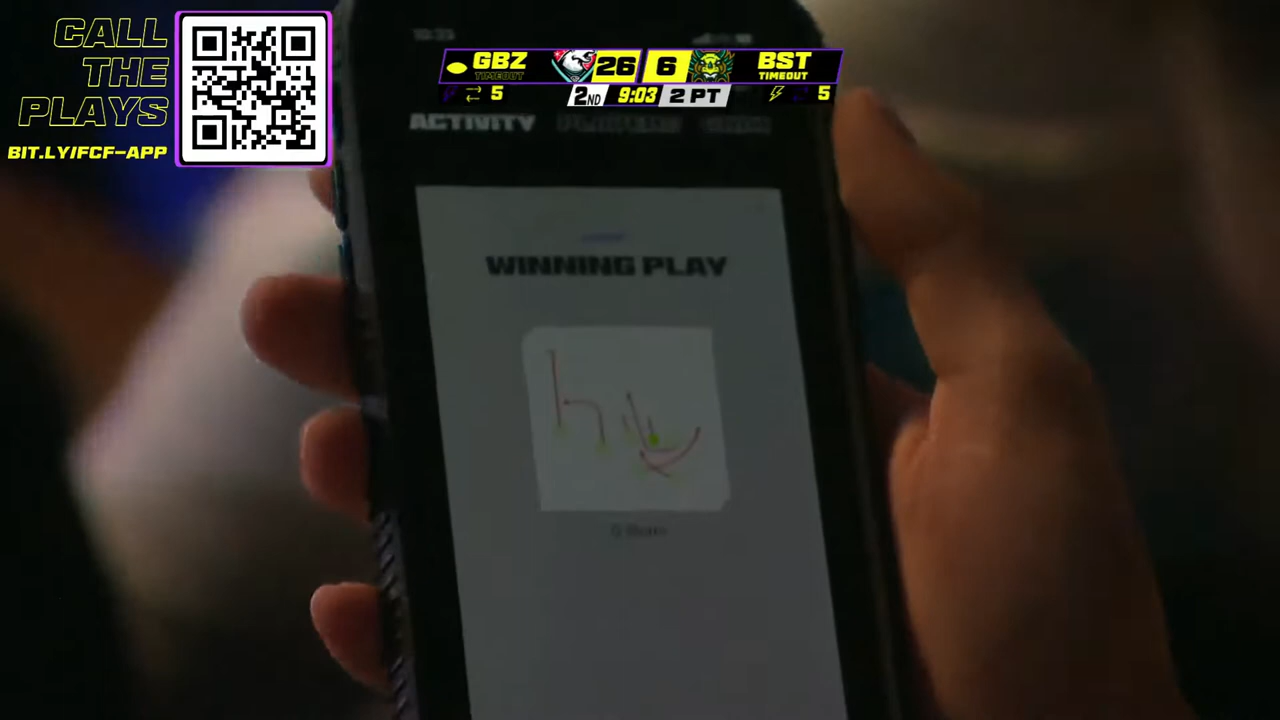 CALL
THE
PLAYS
BIT.LY/FCF-APP
GBZ 26 6 BST
TIMEOUT TIMEOUT
5 2ND 9:03 2 PT 5
ACTIVITY PLAYERS
WINNING PLAY